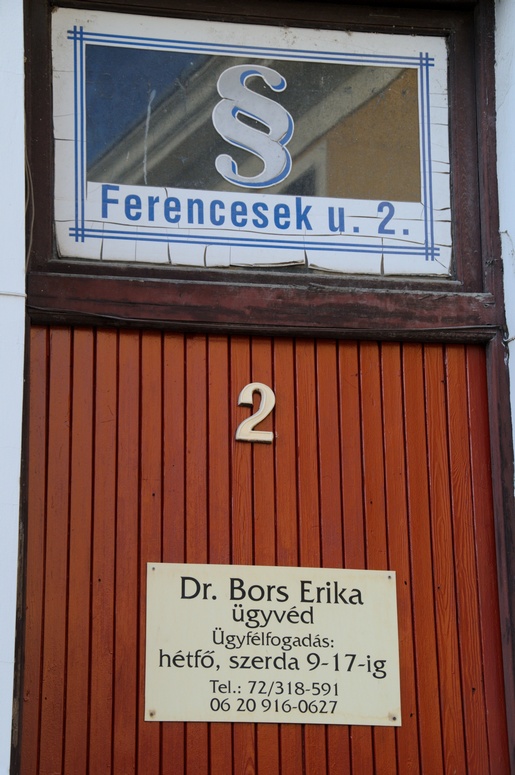 §
Ferencesek u. 2.
2
Dr. Bors Erika
ügyvéd
Ügyfélfogadás:
hétfő, szerda 9-17-ig
Tel.: 72/318-591
06 20 916-0627